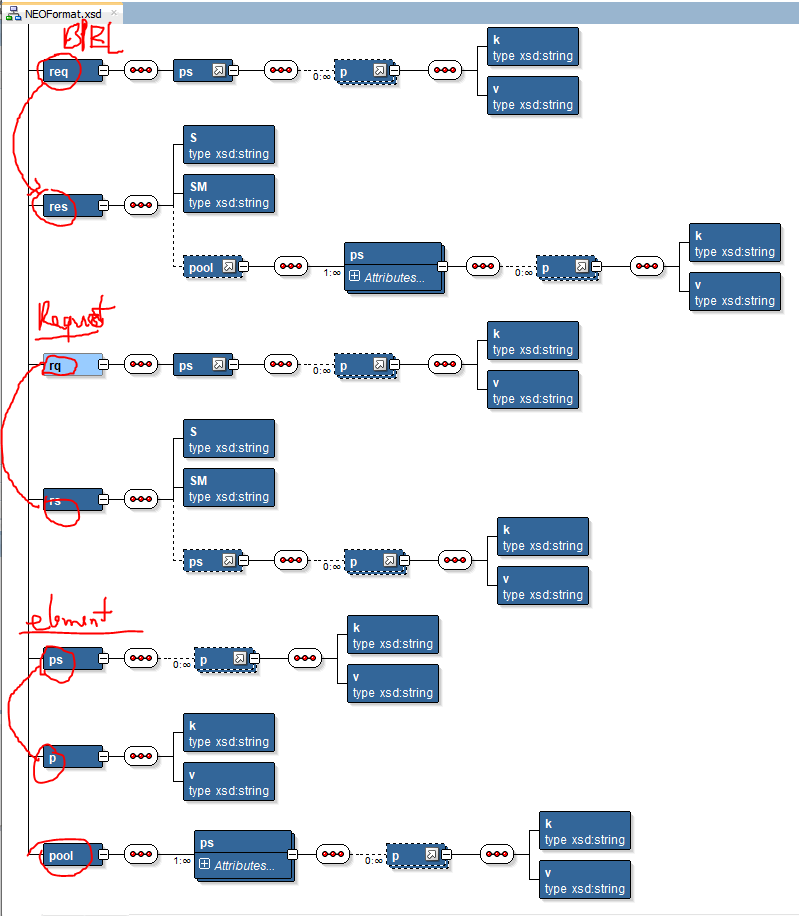 NEOFormat.xsd
BPEL
req
ps
0:∞
p
k
type xsd:string
v
type xsd:string
res
S
type xsd:string
SM
type xsd:string
pool
1:∞
ps
Attributes...
0:∞
p
k
type xsd:string
v
type xsd:string
Request
rq
ps
0:∞
p
k
type xsd:string
v
type xsd:string
rs
S
type xsd:string
SM
type xsd:string
ps
0:∞
p
k
type xsd:string
v
type xsd:string
element
ps
0:∞
p
k
type xsd:string
v
type xsd:string
p
k
type xsd:string
v
type xsd:string
pool
1:∞
ps
Attributes...
0:∞
p
k
type xsd:string
v
type xsd:string